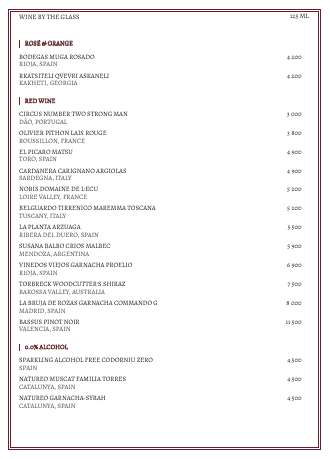 WINE BY THE GLASS 125 ML
ROSÉ & ORANGE
BODEGAS MUGA ROSADO 4 200
RIOJA, SPAIN
RKATSITELI QVEVRI ASKANELI 4 200
KAKHETI, GEORGIA
RED WINE
CIRCUS NUMBER TWO STRONG MAN 3 000
DÃO, PORTUGAL
OLIVIER PITHON LAIS ROUGE 3 800
ROUSSILLON, FRANCE
EL PICARO MATSU 4 900
TORO, SPAIN
CARDANERA CARIGNANO ARGIOLAS 4 900
SARDEGNA, ITALY
NOBIS DOMAINE DE L'ECU 5 200
LOIRE VALLEY, FRANCE
BELGUARDO TIRRENICO MAREMMA TOSCANA 5 200
TUSCANY, ITALY
LA PLANTA ARZUAGA 5 500
RIBERA DEL DUERO, SPAIN
SUSANA BALBO CRIOS MALBEC 5 900
MENDOZA, ARGENTINA
VINEDOS VIEJOS GARNACHA PROELIO 6 900
RIOJA, SPAIN
TORBRECK WOODCUTTER'S SHIRAZ 7 500
BAROSSA VALLEY, AUSTRALIA
LA BRUJA DE ROZAS GARNACHA COMMANDO G 8 000
MADRID, SPAIN
BASSUS PINOT NOIR 11 500
VALENCIA, SPAIN
0.0% ALCOHOL
SPARKLING ALCOHOL FREE CODORNIU ZERO 4 500
SPAIN
NATUREO MUSCAT FAMILIA TORRES 4 500
CATALUNYA, SPAIN
NATUREO GARNACHA-SYRAH 4 500
CATALUNYA, SPAIN